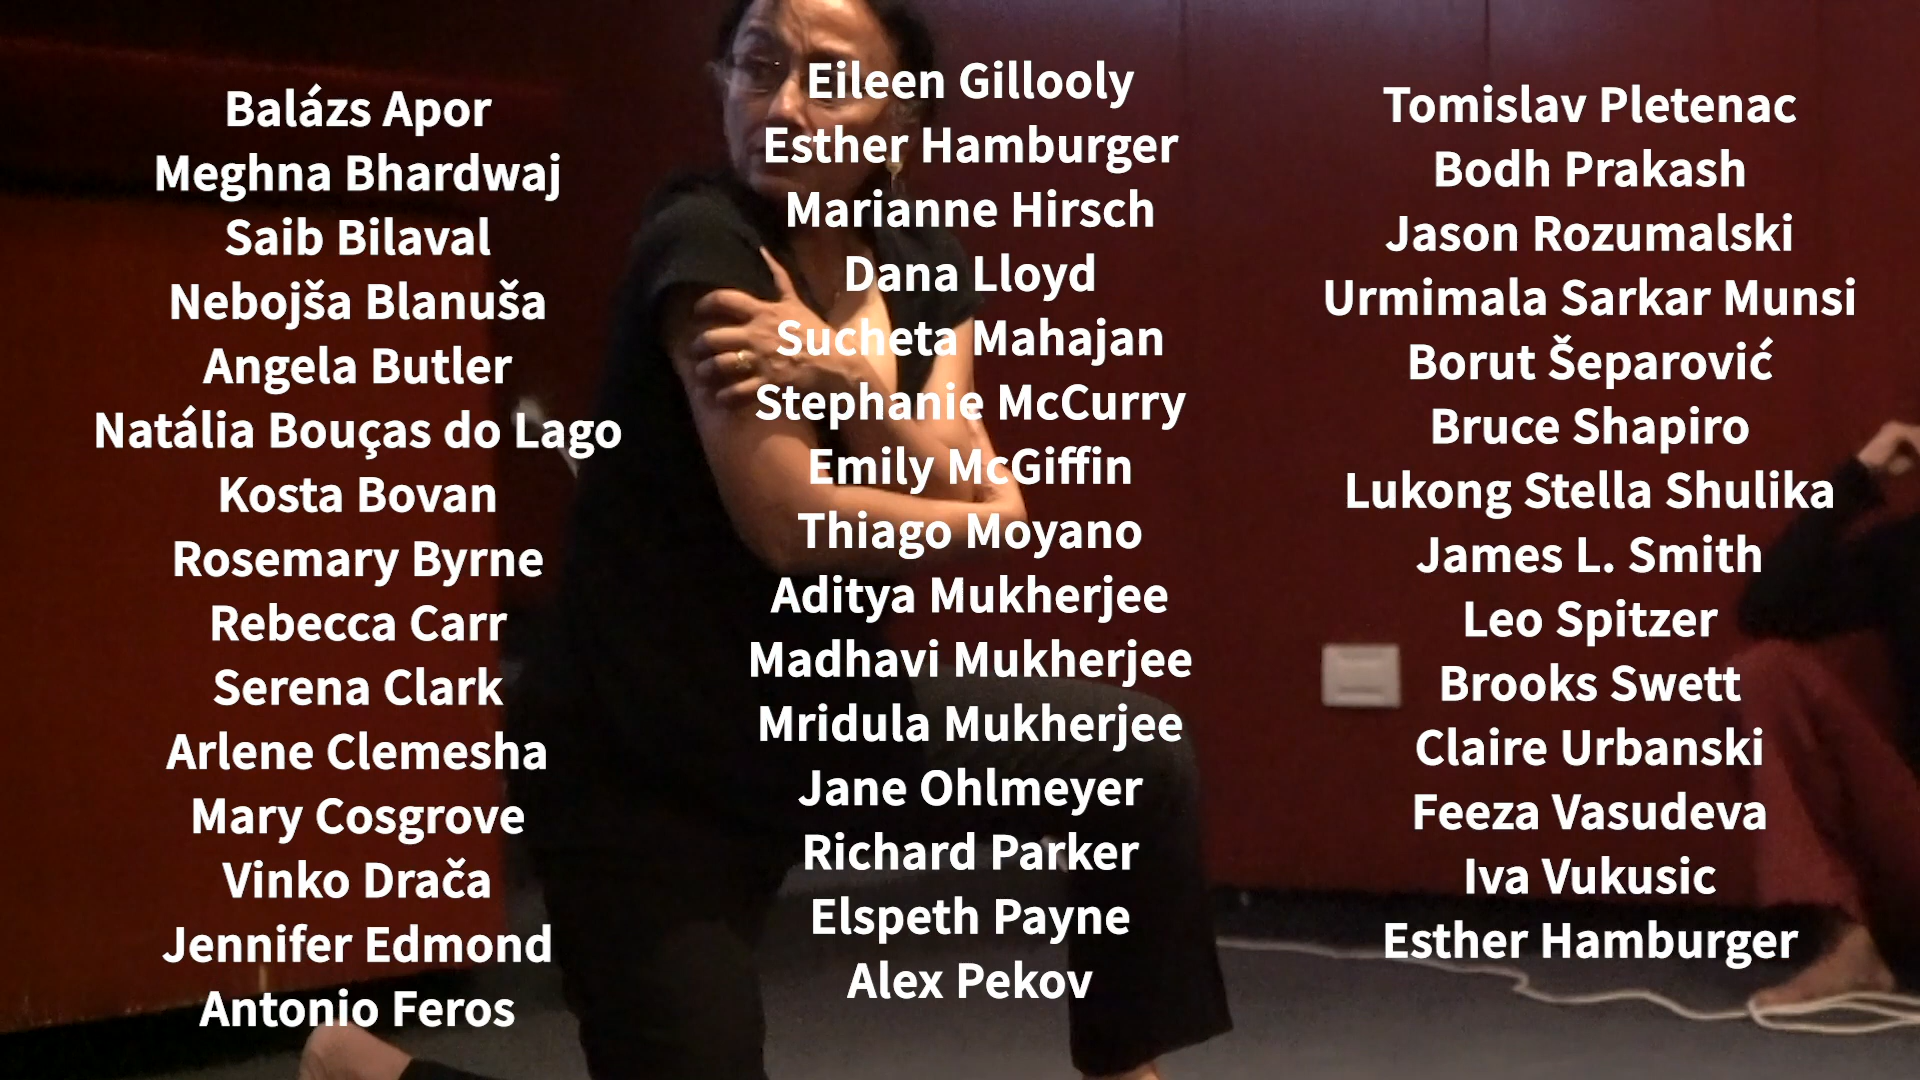 Balázs Apor
Meghna Bhardwaj
Saib Bilaval
Nebojša Blanuša
Angela Butler
Natália Bouças do Lago
Kosta Bovan
Rosemary Byrne
Rebecca Carr
Serena Clark
Arlene Clemesha
Mary Cosgrove
Vinko Drača
Jennifer Edmond
Antonio Feros
Eileen Gillooly
Esther Hamburger
Marianne Hirsch
Dana Lloyd
Sucheta Mahajan
Stephanie McCurry
Emily McGiffin
Thiago Moyano
Aditya Mukherjee
Madhavi Mukherjee
Mridula Mukherjee
Jane Ohlmeyer
Richard Parker
Elspeth Payne
Alex Pekov
Tomislav Pletenac
Bodh Prakash
Jason Rozumalski
Urmimala Sarkar Munsi
Borut Šeparović
Bruce Shapiro
Lukong Stella Shulika
James L. Smith
Leo Spitzer
Brooks Swett
Claire Urbanski
Feeza Vasudeva
Iva Vukusic
Esther Hamburger